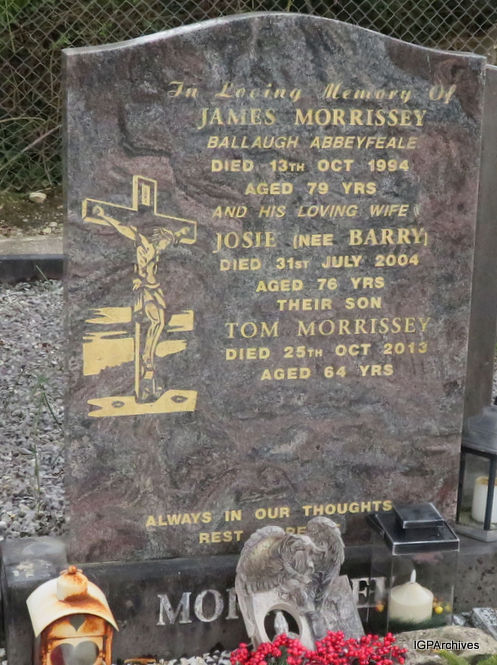 In Loving Memory Of
JAMES MORRISSEY
BALLAUGH ABBEYFEALE
DIED 13TH OCT 1994
AGED 79 YRS
AND HIS LOVING WIFE
JOSIE (NEE BARRY)
DIED 31ST JULY 2004
AGED 76 YRS
THEIR SON
TOM MORRISSEY
DIED 25TH OCT 2013
AGED 64 YRS
ALWAYS IN OUR THOUGHTS
REST
IGPArchives